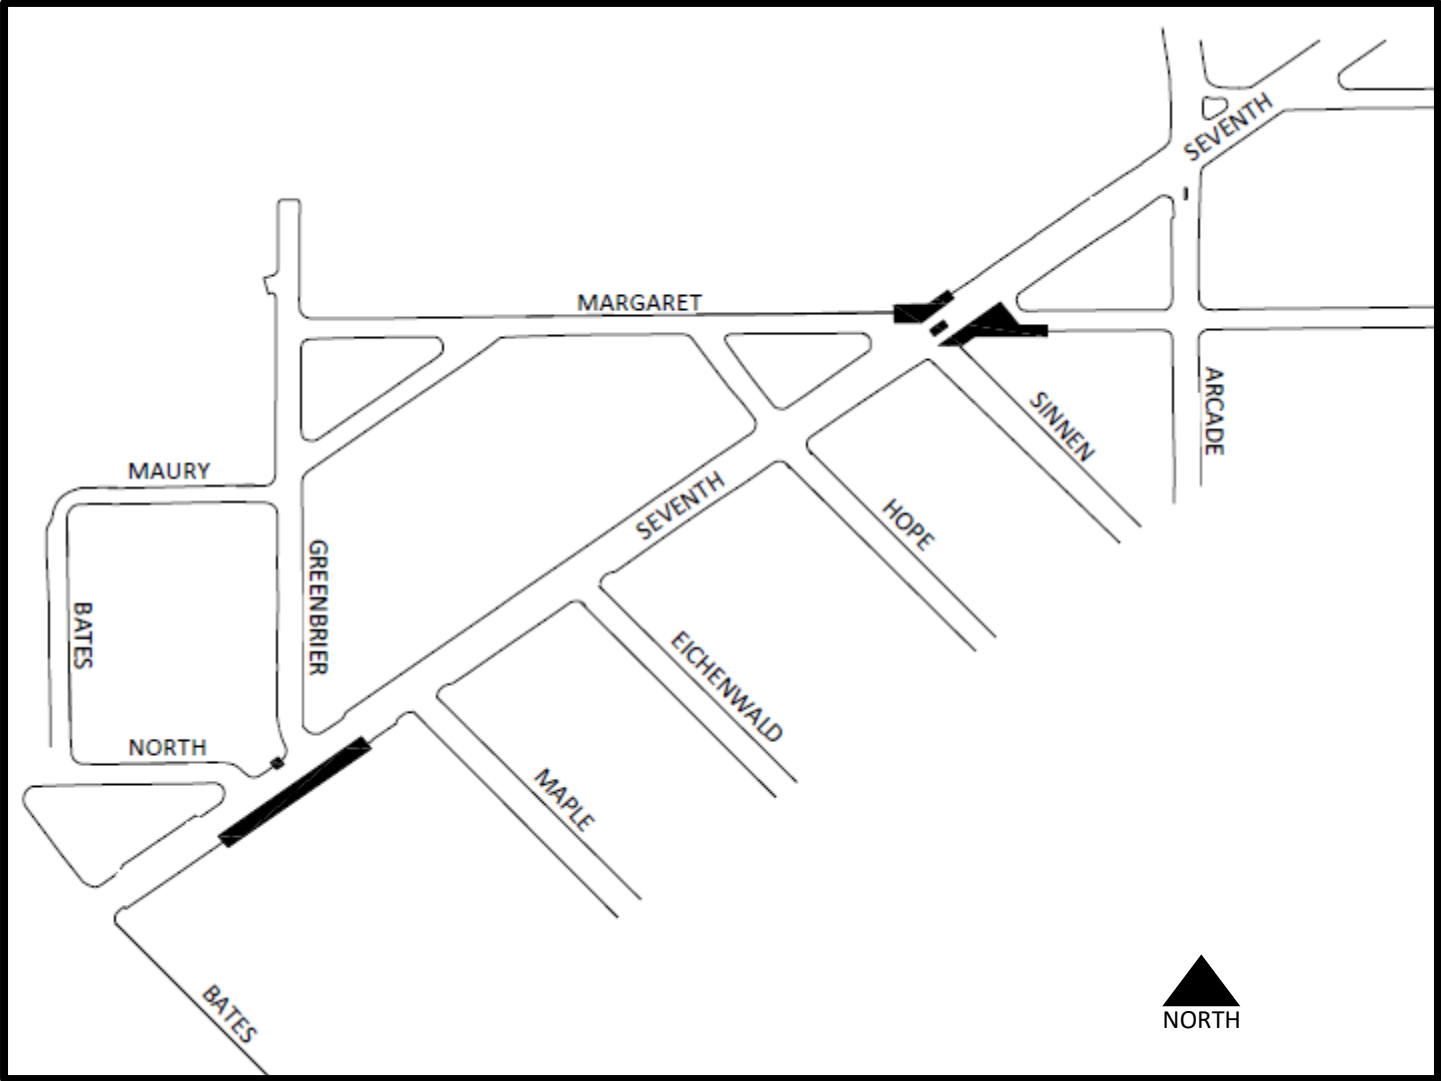 SEVENTH
MARGARET
ARCADE
SINNEN
MAURY
SEVENTH
HOPE
GREENBRIER
BATES
EICHENWALD
NORTH
MAPLE
BATES
NORTH